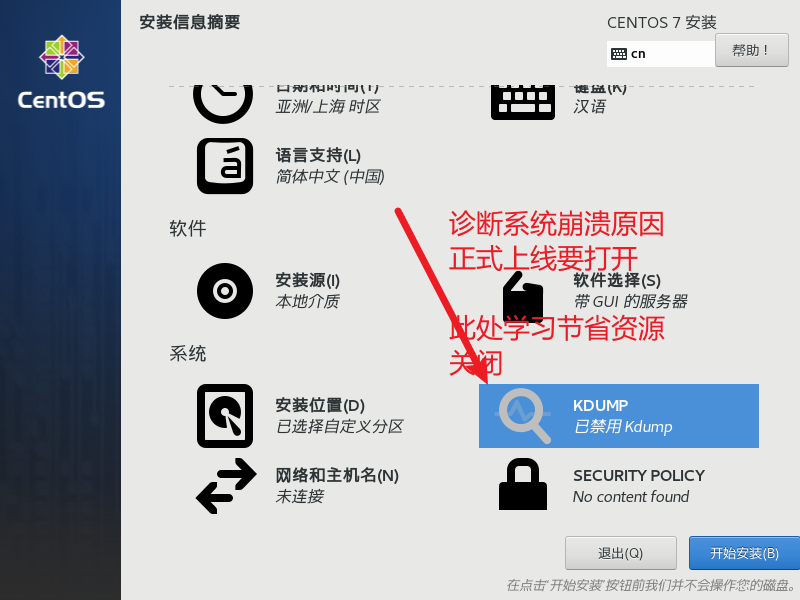 安装信息摘要
CENTOS 7 安装
cn
帮助！
CentOS
日期和时间(T)
亚洲/上海 时区
键盘(K)
汉语
语言支持(L)
简体中文 (中国)
诊断系统崩溃原因
正式上线要打开
软件
安装源(I)
本地介质
软件选择(S)
带 GUI 的服务器
此处学习节省资源
关闭
系统
安装位置(D)
已选择自定义分区
KDUMP
已禁用 Kdump
网络和主机名(N)
未连接
SECURITY POLICY
No content found
退出(Q)
开始安装(B)
在点击"开始安装"按钮前我们并不会操作您的磁盘。